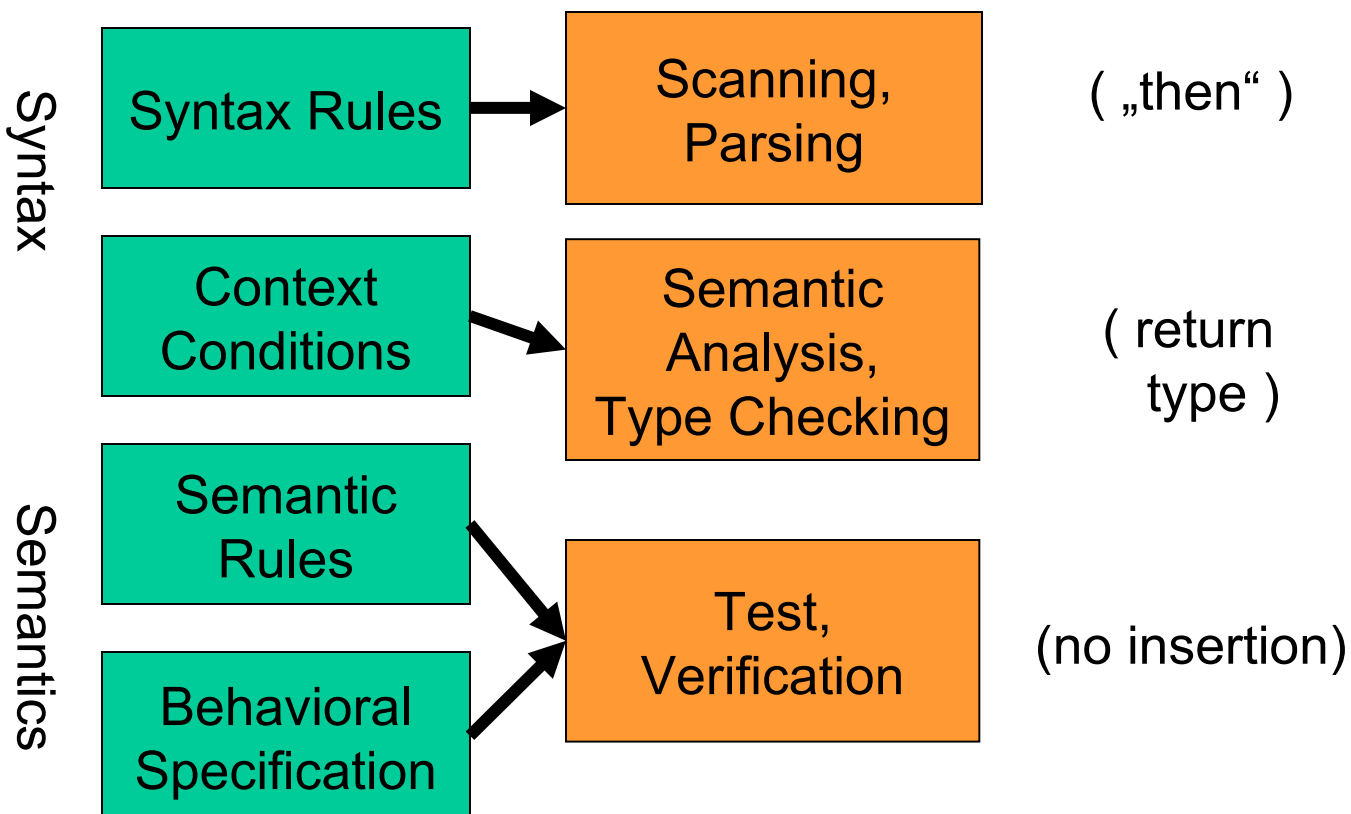 Syntax
Syntax Rules
Scanning,
Parsing
( „then“ )
Context
Conditions
Semantic
Analysis,
Type Checking
( return
type )
Semantics
Semantic
Rules
Behavioral
Specification
Test,
Verification
(no insertion)